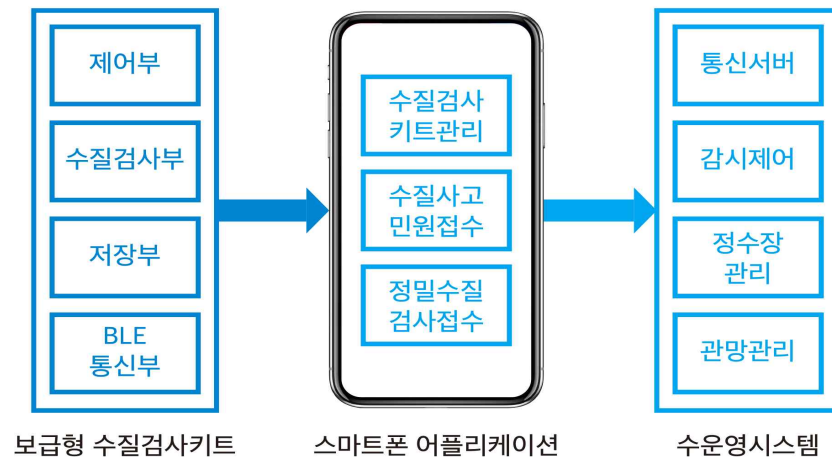 제어부
수질검사부
저장부
BLE
통신부
보급형 수질검사키트
수질검사
키트관리
수질사고
민원접수
정밀수질
검사접수
스마트폰 어플리케이션
통신서버
감시제어
정수장
관리
관망관리
수운영시스템